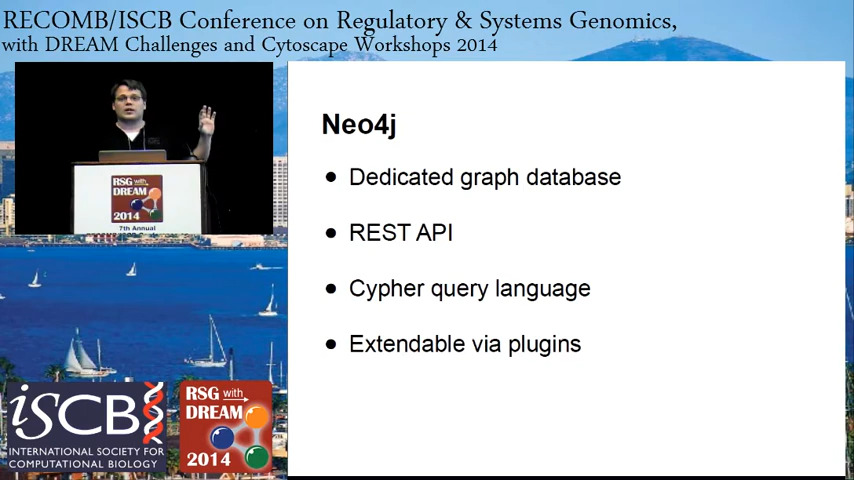 RECOMB/ISCB Conference on Regulatory & Systems Genomics,
with DREAM Challenges and Cytoscape Workshops 2014
RSG with
DREAM
2014
7th Annual
Neo4j
Dedicated graph database
REST API
Cypher query language
Extendable via plugins
iSCB
INTERNATIONAL SOCIETY FOR
COMPUTATIONAL BIOLOGY
RSG with
DREAM
2014